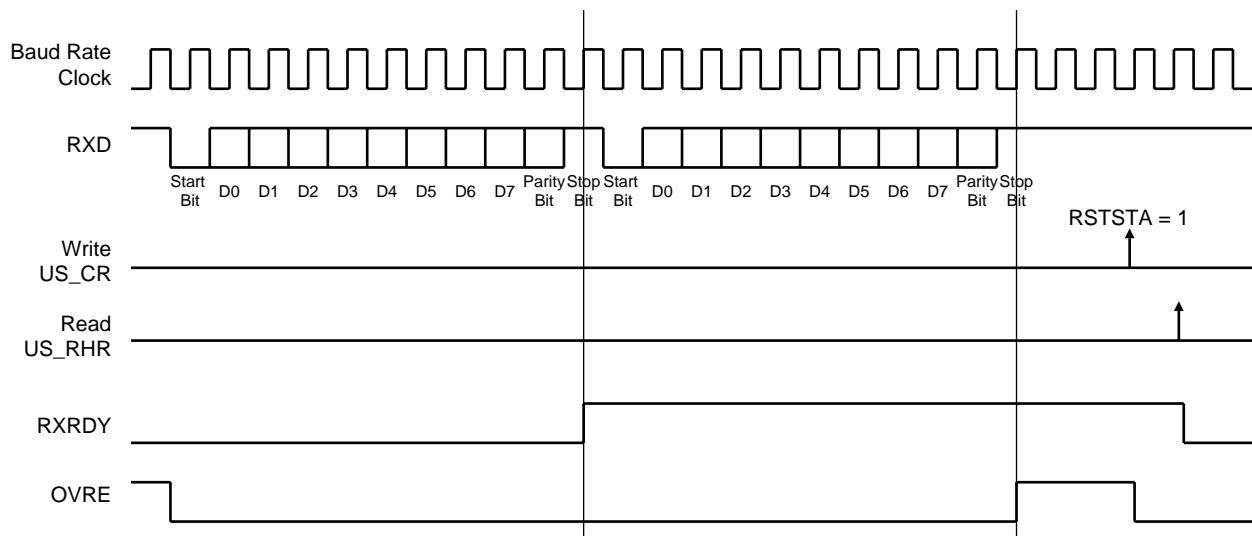 Baud Rate
Clock
RXD
Start
Bit
D0 D1 D2 D3 D4 D5 D6 D7
Parity
Bit
Stop
Bit
Start
Bit
D0 D1 D2 D3 D4 D5 D6 D7
Parity
Bit
Stop
Bit
RSTSTA = 1
Write
US_CR
Read
US_RHR
RXRDY
OVRE